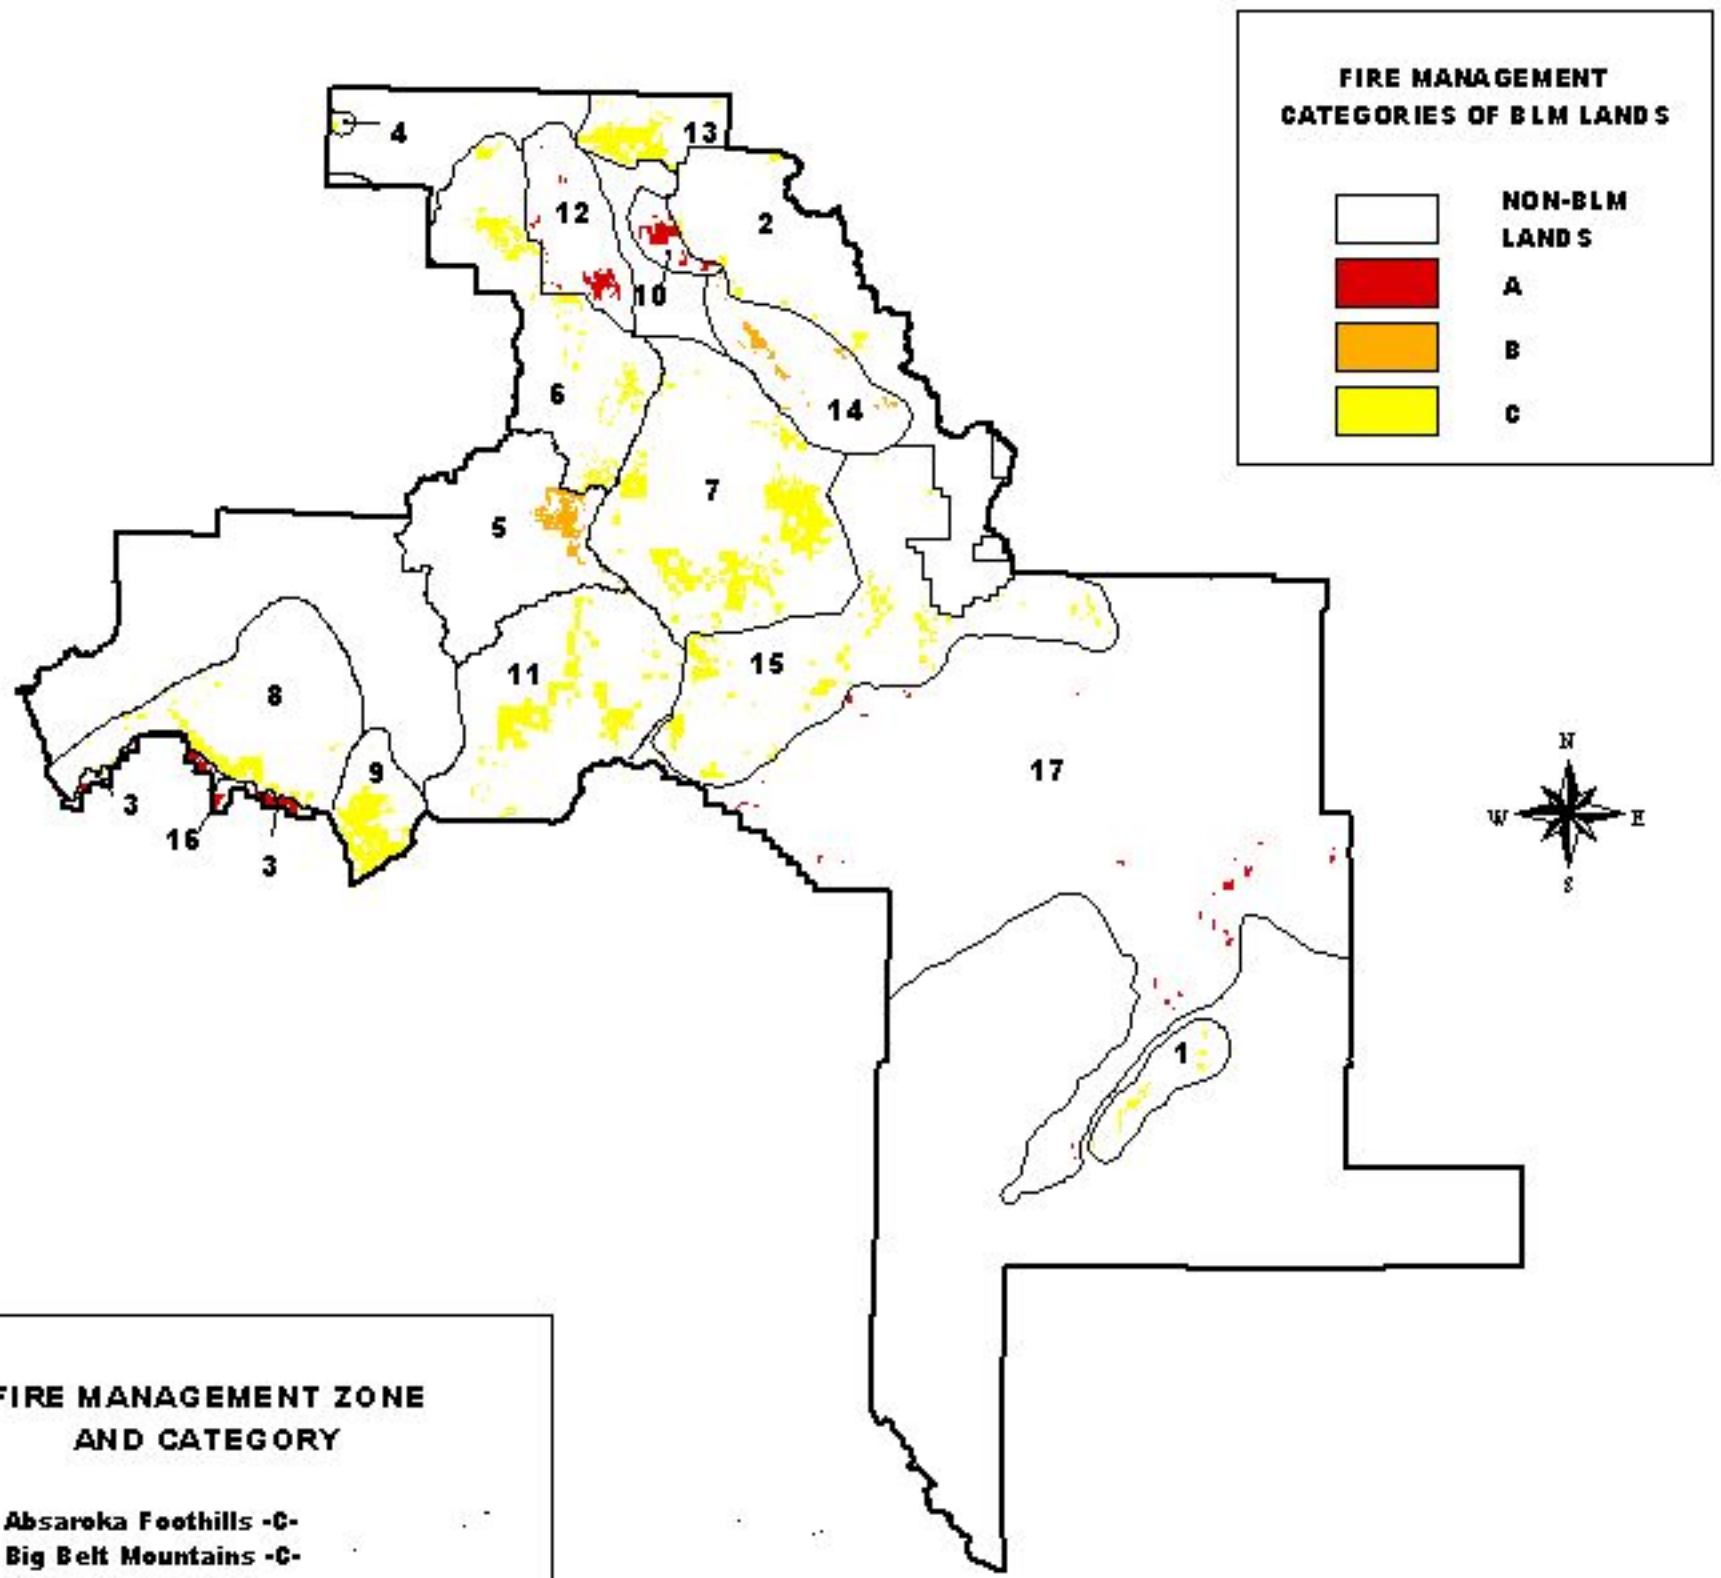 FIRE MANAGEMENT
CATEGORIES OF BLM LANDS
NON-BLM
LANDS
A
B
C
4
13
12
2
10
6
14
7
5
11
15
8
9
17
3
16
3
1
N
W E
S
FIRE MANAGEMENT ZONE
AND CATEGORY
Absaroka Foothills -C-
Big Belt Mountains -C-